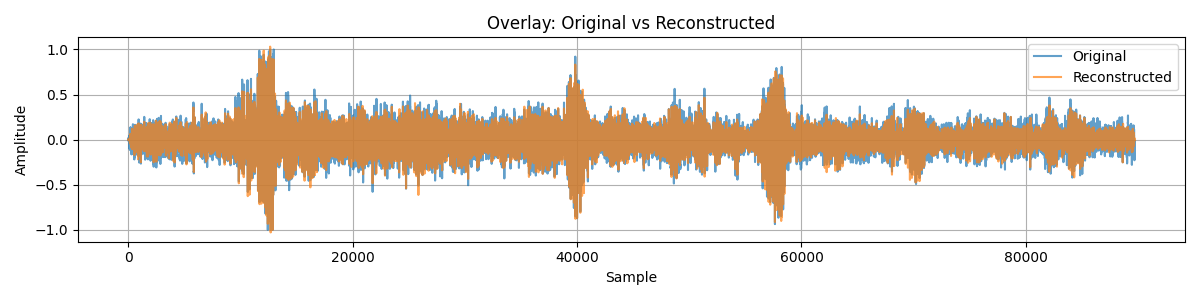 Overlay: Original vs Reconstructed
1.0
0.5
0.0
−0.5
−1.0
Amplitude
Original
Reconstructed
0
20000
40000
60000
80000
Sample